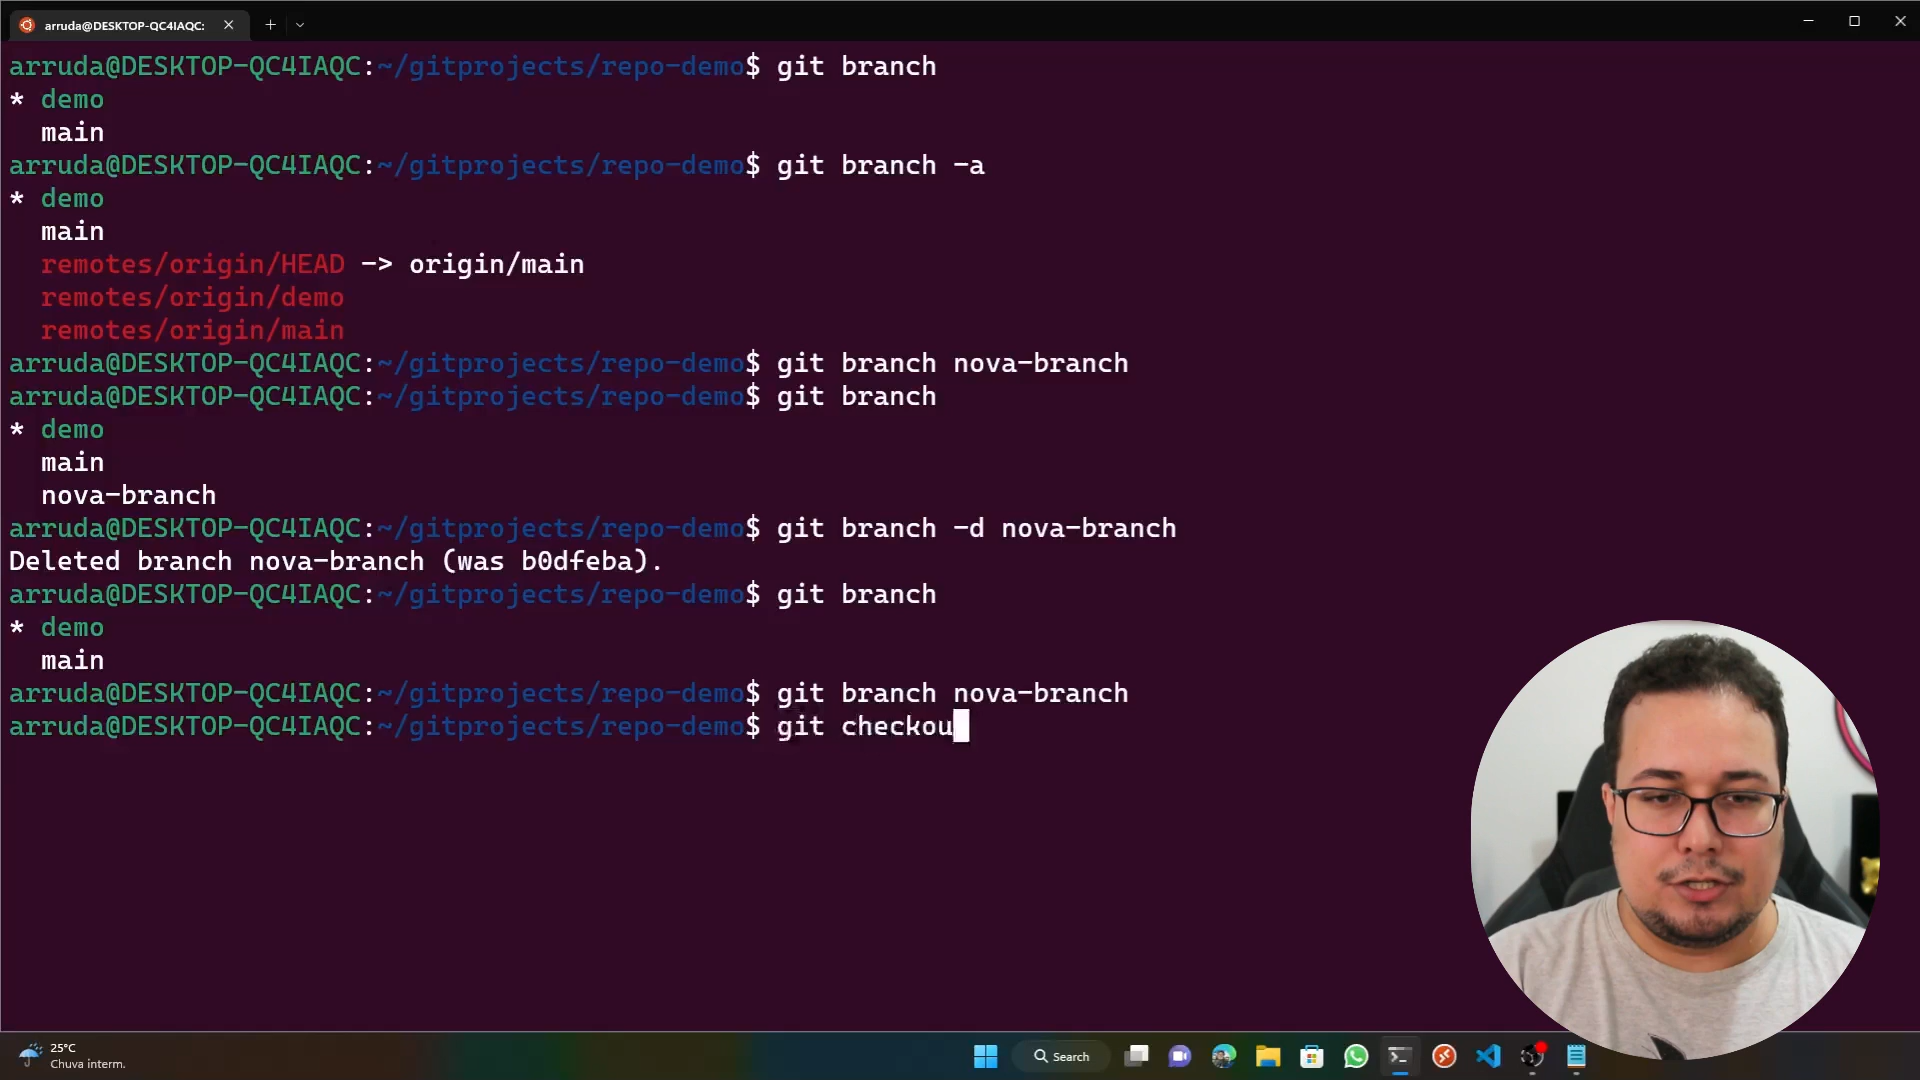 arruda@DESKTOP-QC4IAQC:
arruda@DESKTOP-QC4IAQC:~/gitprojects/repo-demo$ git branch
* demo
main
arruda@DESKTOP-QC4IAQC:~/gitprojects/repo-demo$ git branch -a
* demo
main
remotes/origin/HEAD -> origin/main
remotes/origin/demo
remotes/origin/main
arruda@DESKTOP-QC4IAQC:~/gitprojects/repo-demo$ git branch nova-branch
arruda@DESKTOP-QC4IAQC:~/gitprojects/repo-demo$ git branch
* demo
main
nova-branch
arruda@DESKTOP-QC4IAQC:~/gitprojects/repo-demo$ git branch -d nova-branch
Deleted branch nova-branch (was b0dfeba).
arruda@DESKTOP-QC4IAQC:~/gitprojects/repo-demo$ git branch
* demo
main
arruda@DESKTOP-QC4IAQC:~/gitprojects/repo-demo$ git branch nova-branch
arruda@DESKTOP-QC4IAQC:~/gitprojects/repo-demo$ git checkou
25°C
Chuva interm.
Search